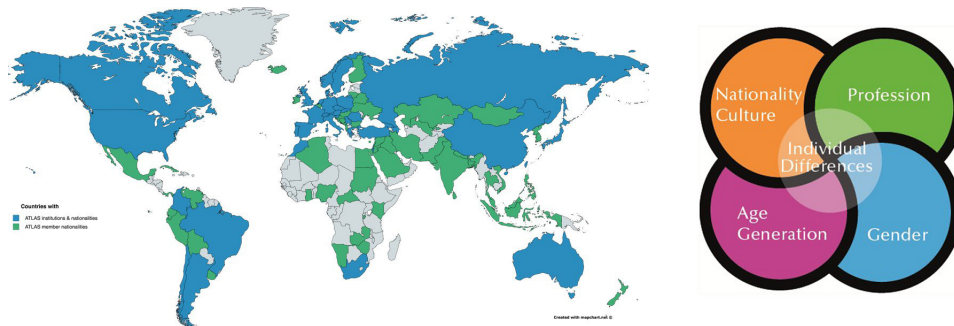 Countries with
ATLAS institutions & nationalities
ATLAS member nationalities
Created with mapchart.net ©
Nationality
Culture
Profession
Individual
Differences
Age
Generation
Gender